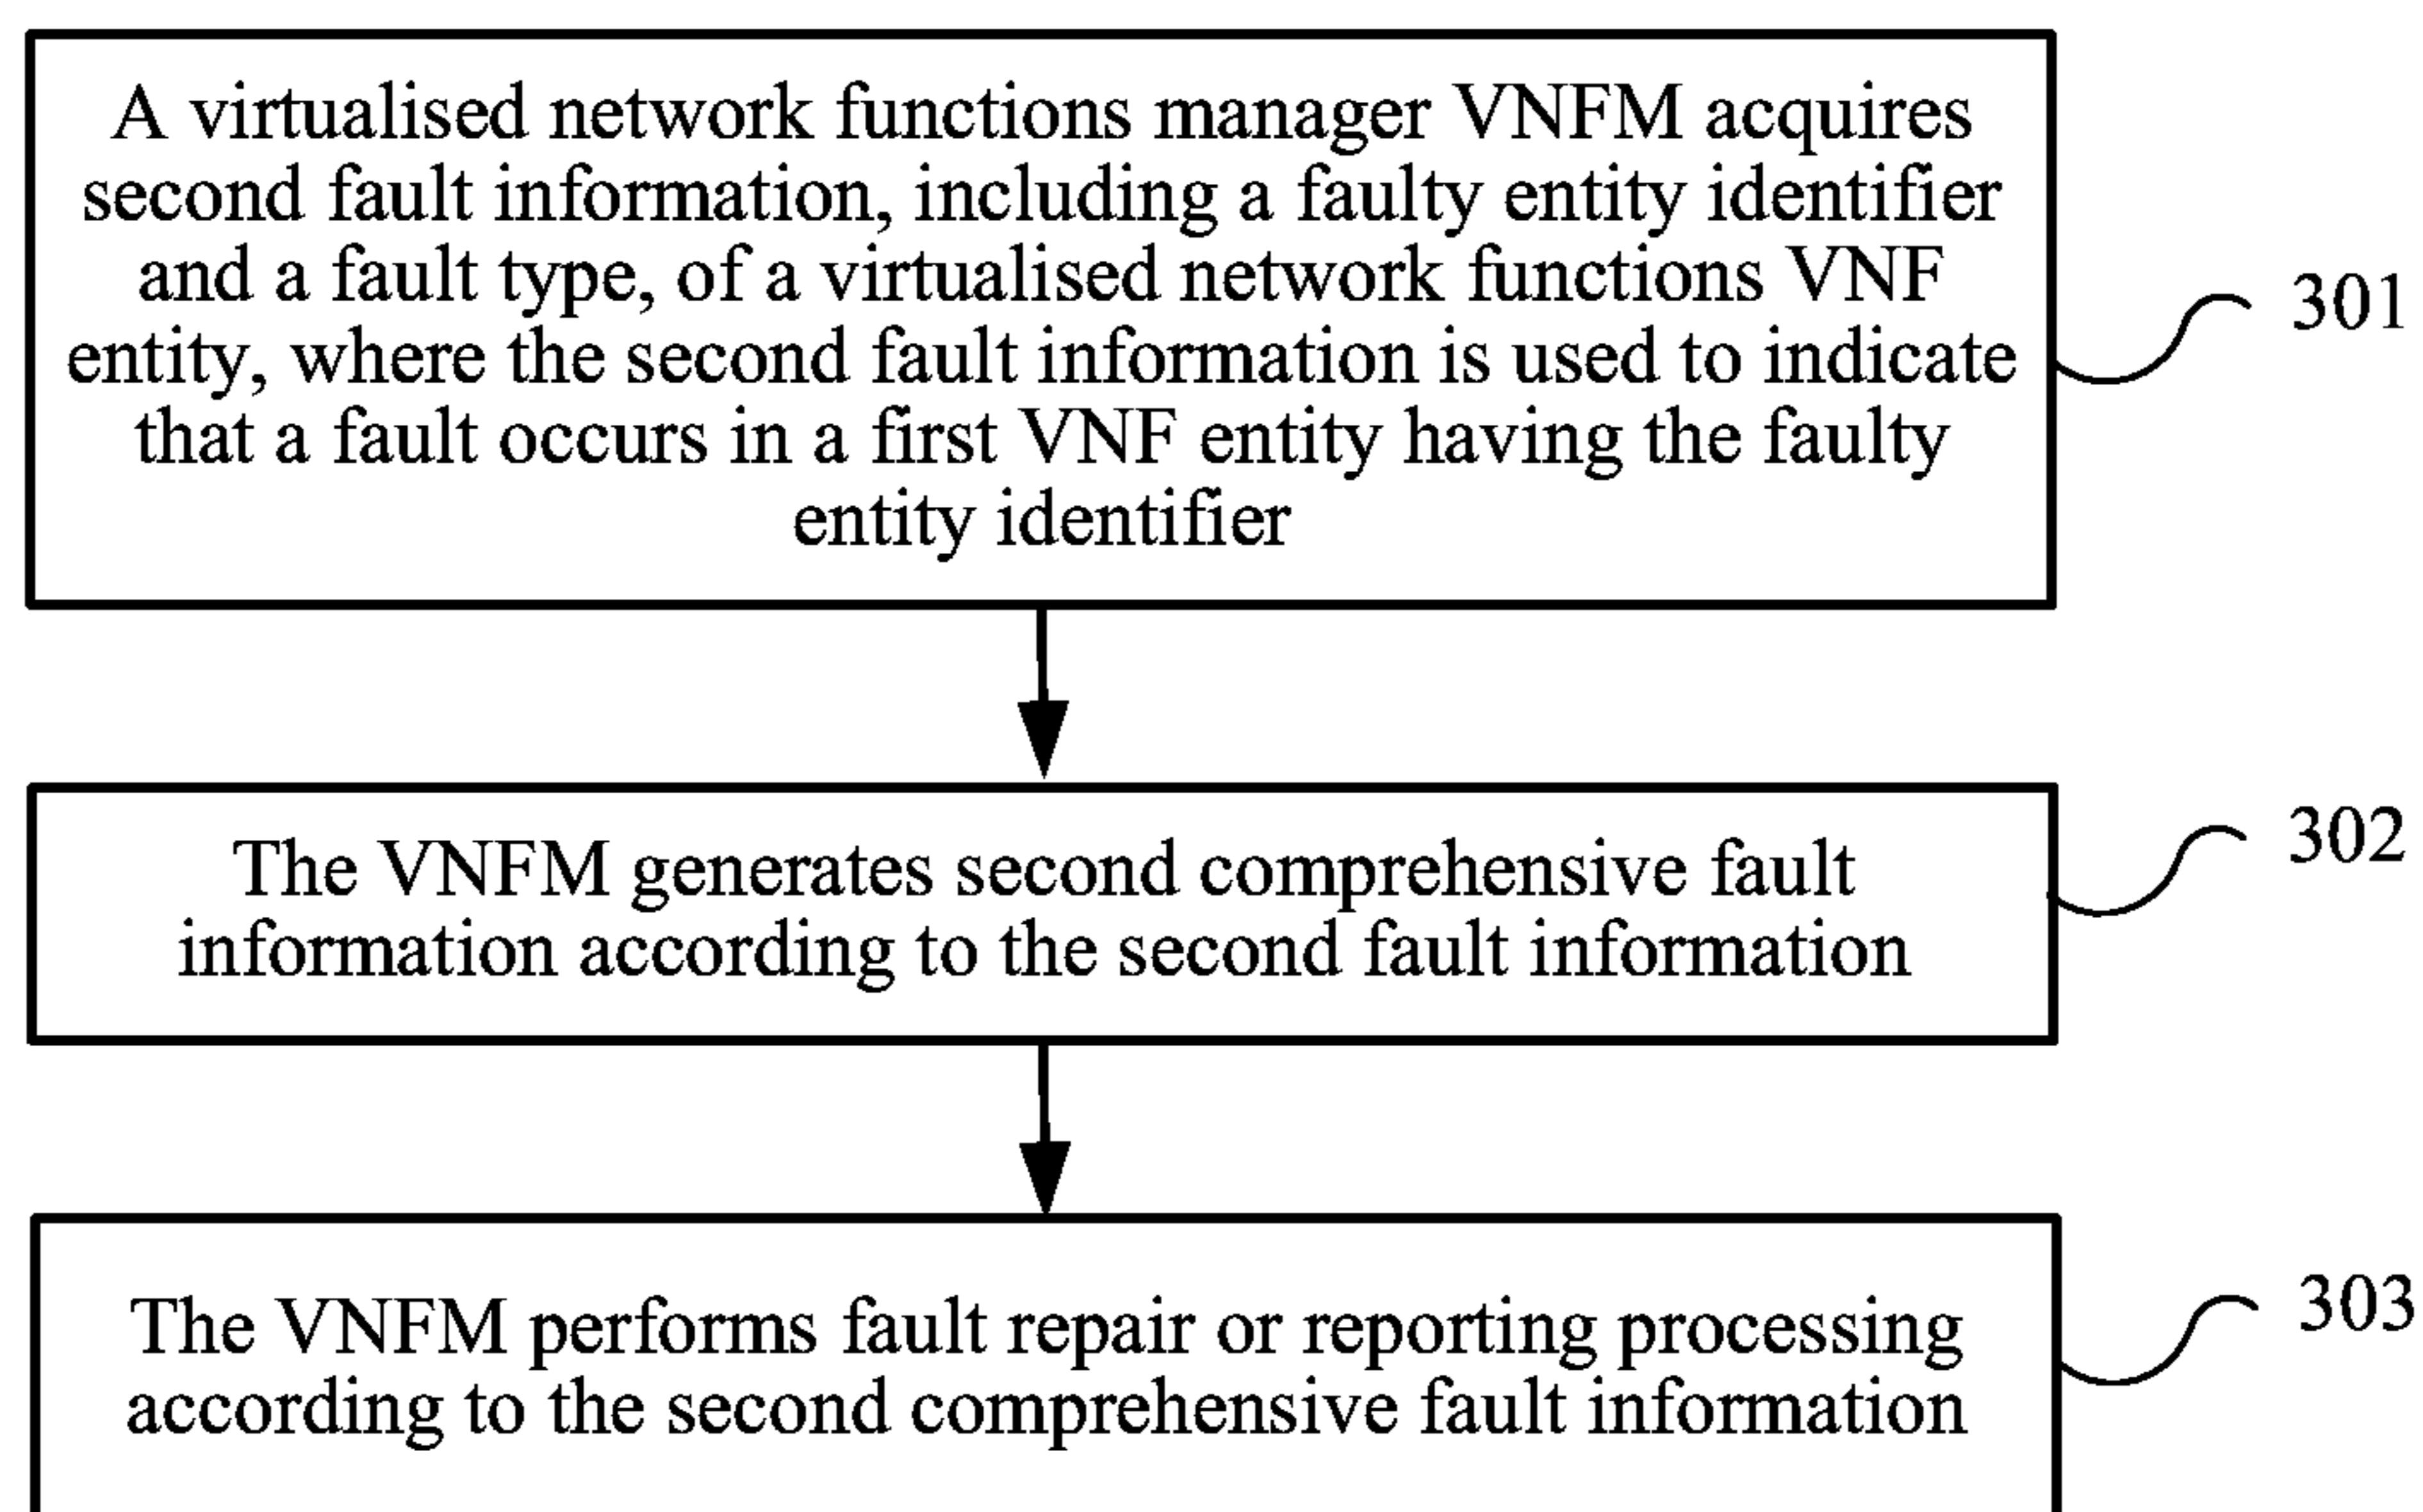 A virtualised network functions manager VNFM acquires
second fault information, including a faulty entity identifier
and a fault type, of a virtualised network functions VNF
entity, where the second fault information is used to indicate
that a fault occurs in a first VNF entity having the faulty
entity identifier
301
The VNFM generates second comprehensive fault
information according to the second fault information
302
The VNFM performs fault repair or reporting processing
according to the second comprehensive fault information
303